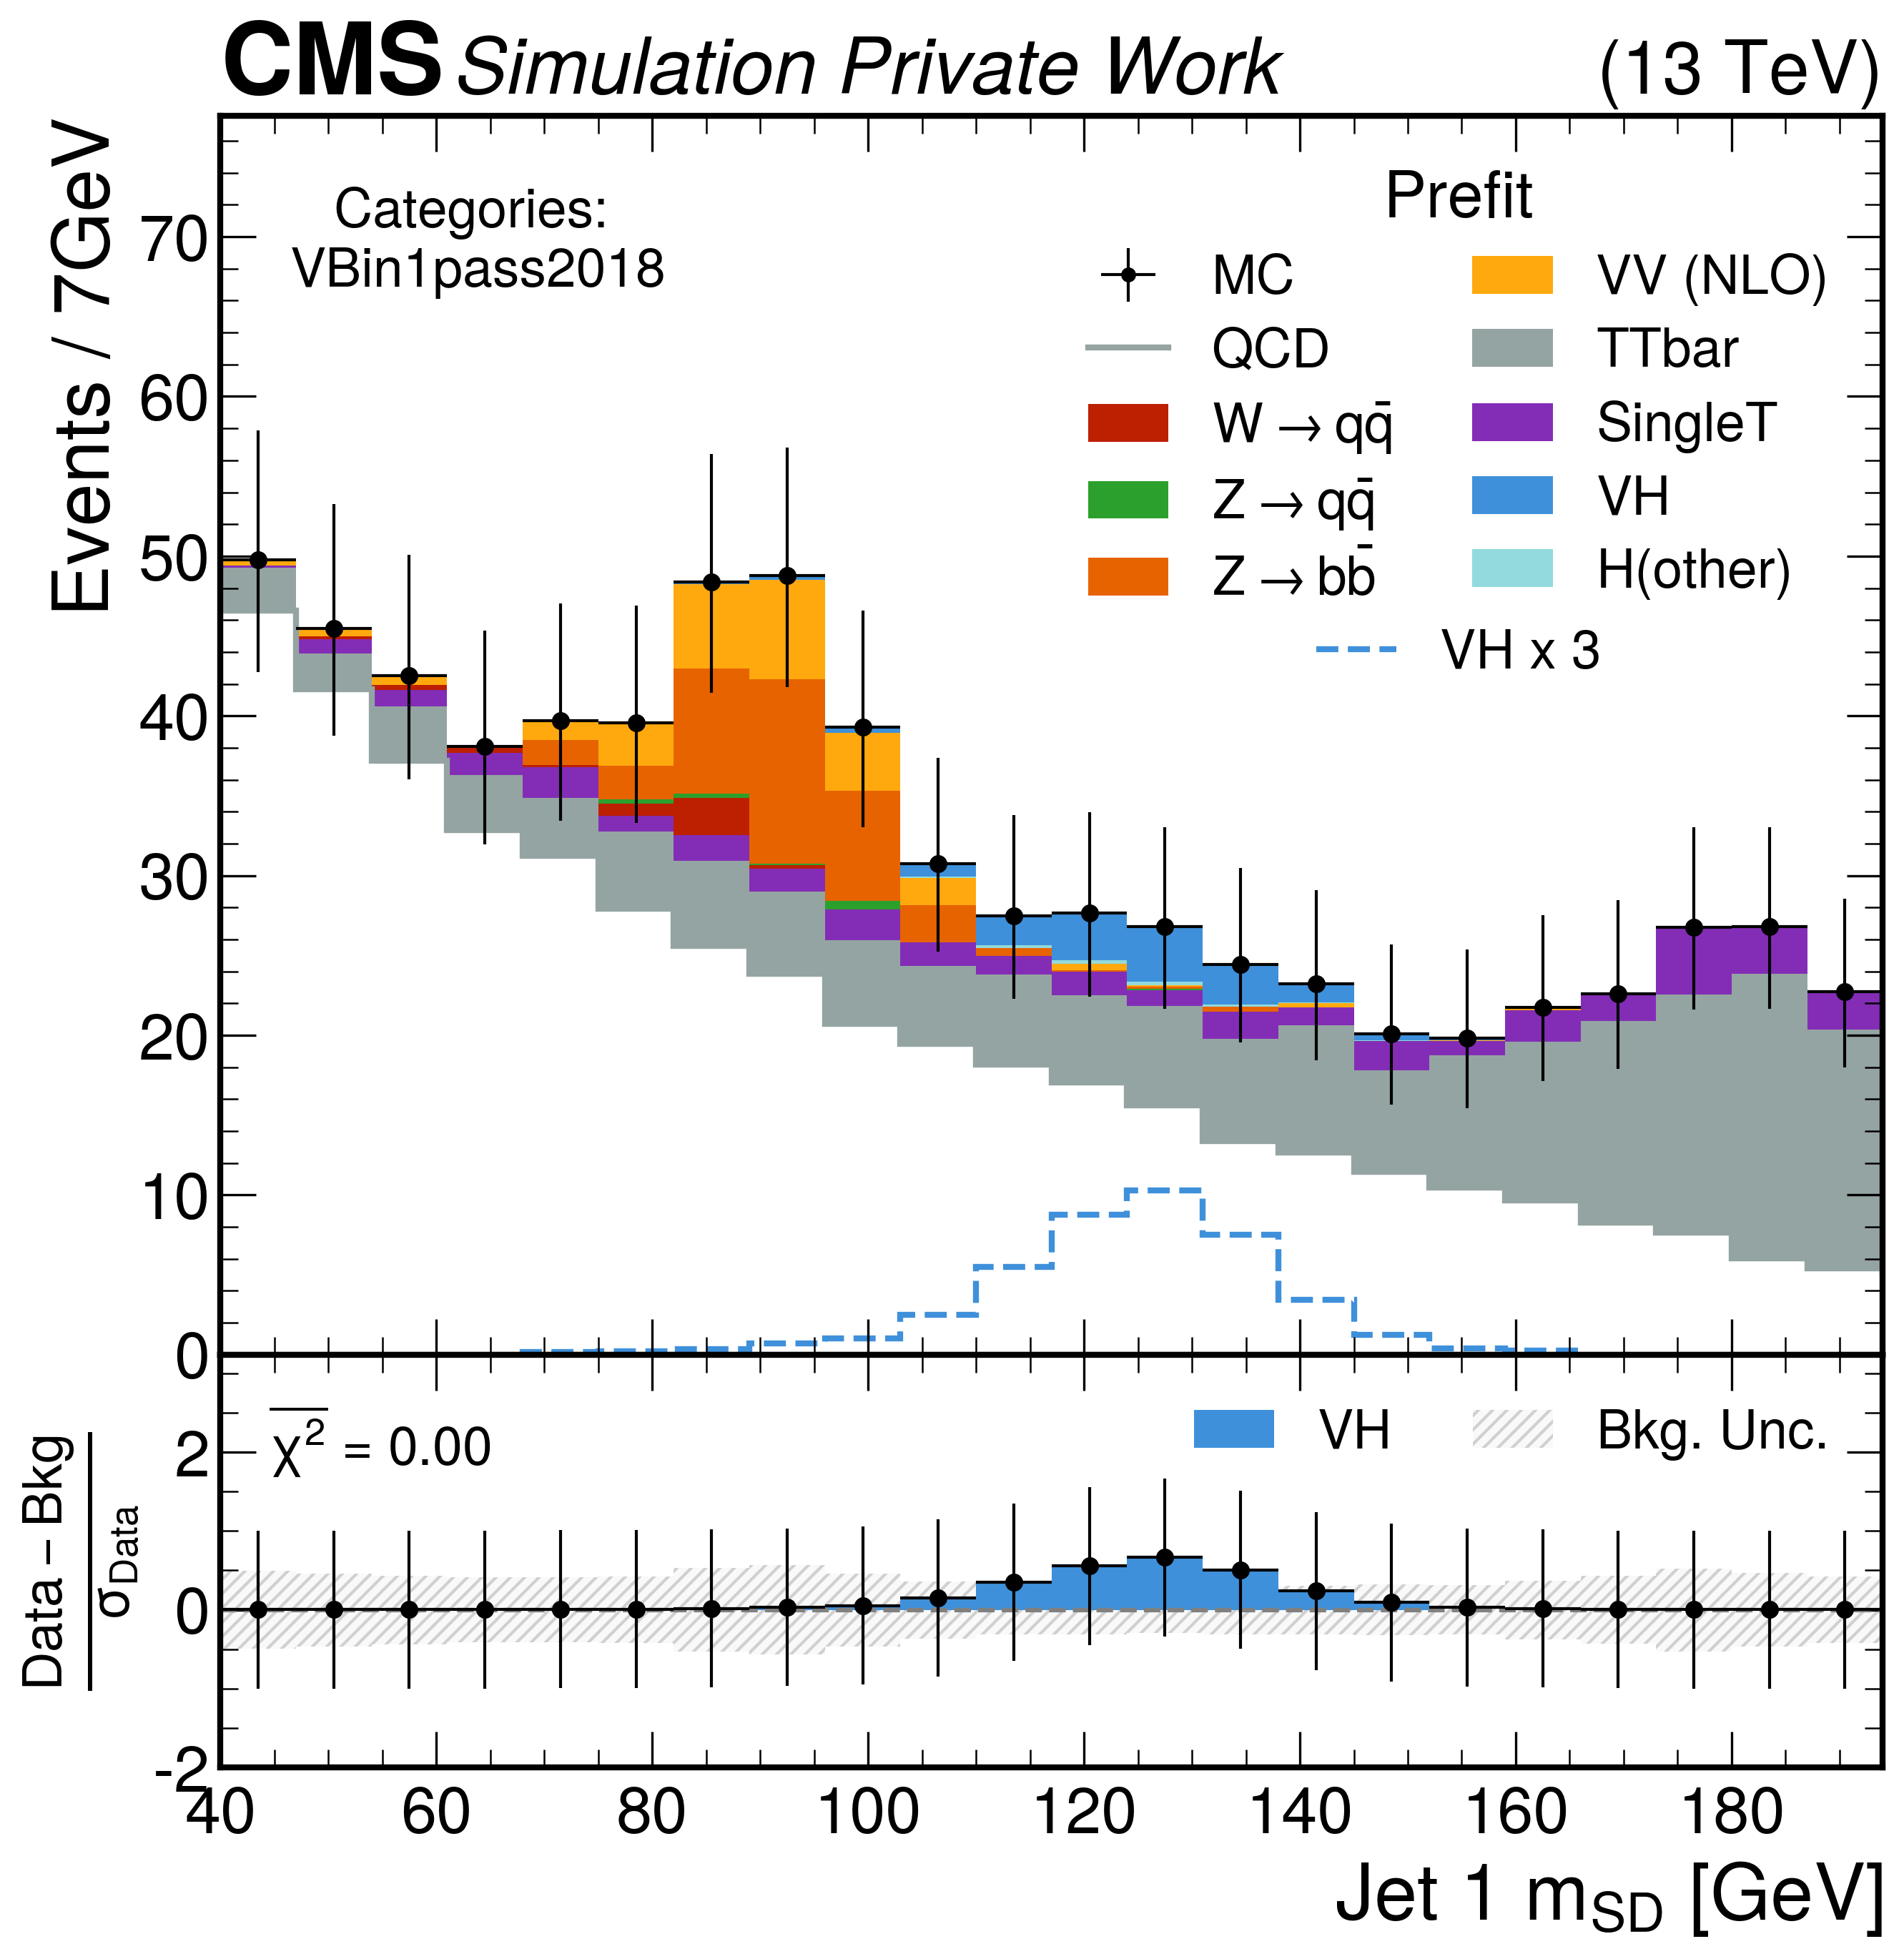 CMS Simulation Private Work (13 TeV)
Events / 7GeV
Categories:
VBin1pass2018
Prefit
MC
QCD
W → qq̄
Z → qq̄
Z → bb̄
VV (NLO)
TTbar
SingleT
VH
H(other)
VH x 3
70
60
50
40
30
20
10
0
Data – Bkg
σ_Data
χ² = 0.00
VH
Bkg. Unc.
2
0
-2
40 60 80 100 120 140 160 180
Jet 1 m_SD [GeV]